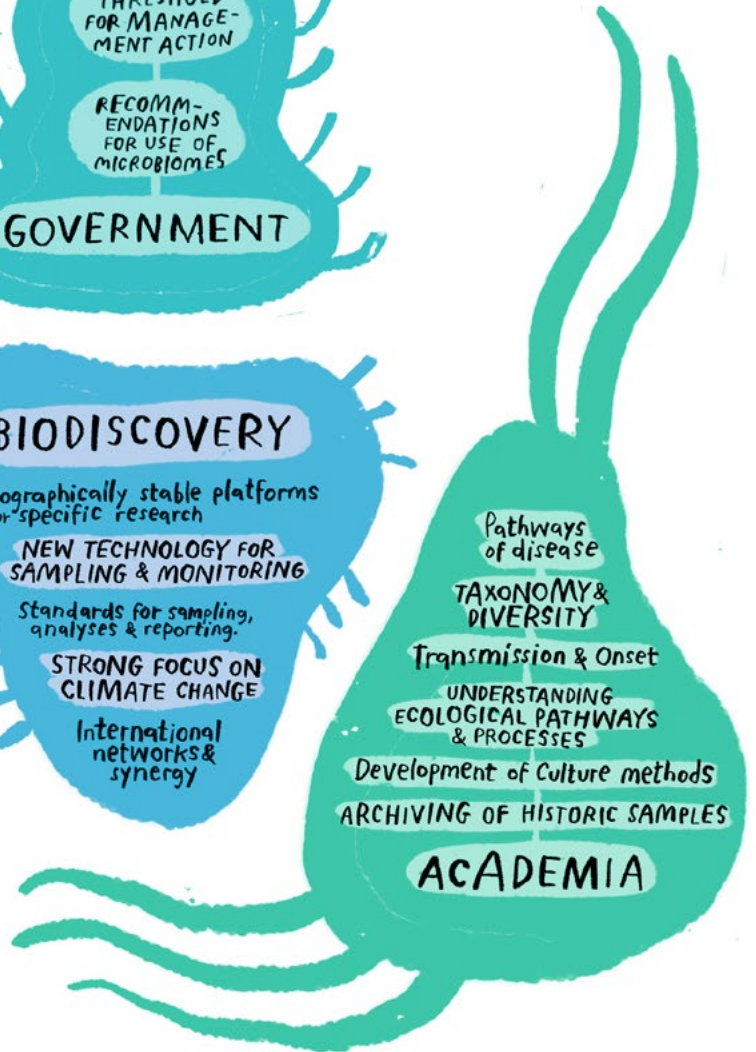 FOR MANAGE-
MENT ACTION
RECOMM-
ENDATIONS
FOR USE OF
MICROBIOMES
GOVERNMENT
BIODISCOVERY
stable platforms
specific research
NEW TECHNOLOGY FOR
SAMPLING & MONITORING
Standards for sampling,
analyses & reporting.
STRONG FOCUS ON
CLIMATE CHANGE
International
networks &
synergy
Pathways
of disease
TAXONOMY &
DIVERSITY
Transmission & Onset
UNDERSTANDING
ECOLOGICAL PATHWAYS
& PROCESSES
Development of Culture methods
ARCHIVING OF HISTORIC SAMPLES
ACADEMIA